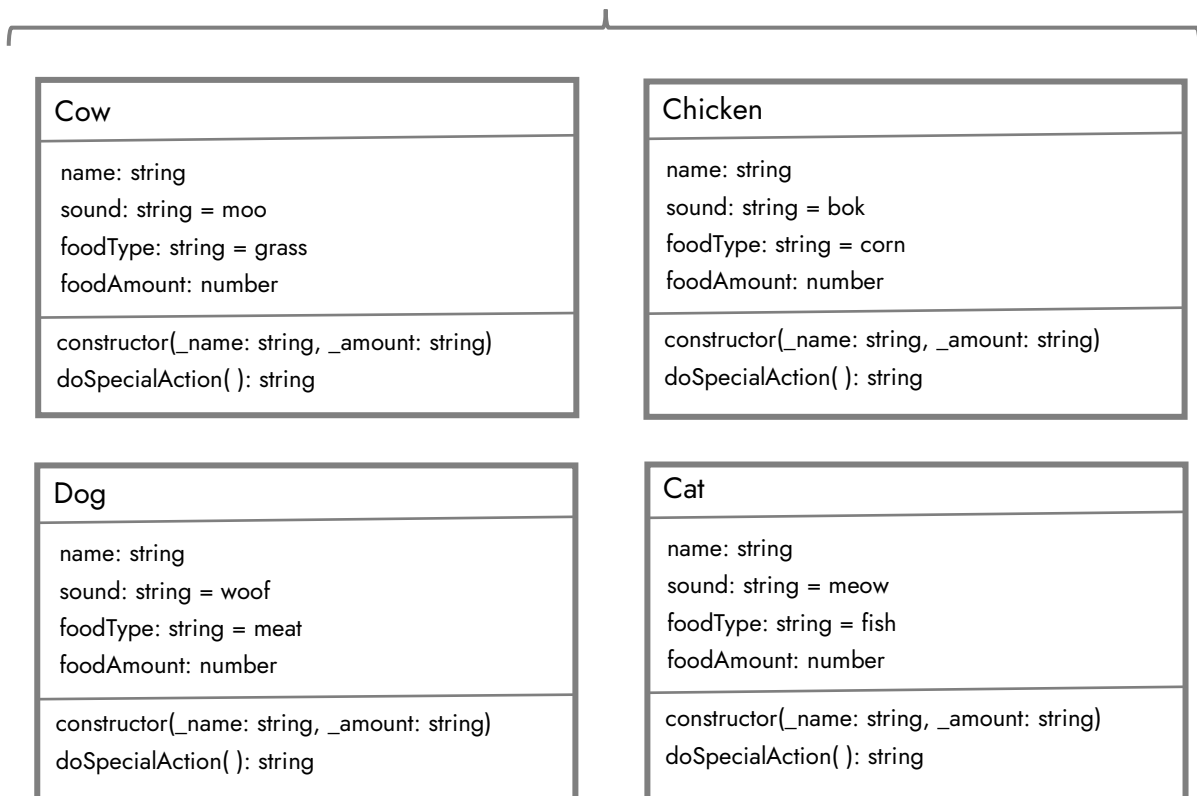 Cow
name: string
sound: string = moo
foodType: string = grass
foodAmount: number
constructor(_name: string, _amount: string)
doSpecialAction( ): string
Chicken
name: string
sound: string = bok
foodType: string = corn
foodAmount: number
constructor(_name: string, _amount: string)
doSpecialAction( ): string
Dog
name: string
sound: string = woof
foodType: string = meat
foodAmount: number
constructor(_name: string, _amount: string)
doSpecialAction( ): string
Cat
name: string
sound: string = meow
foodType: string = fish
foodAmount: number
constructor(_name: string, _amount: string)
doSpecialAction( ): string